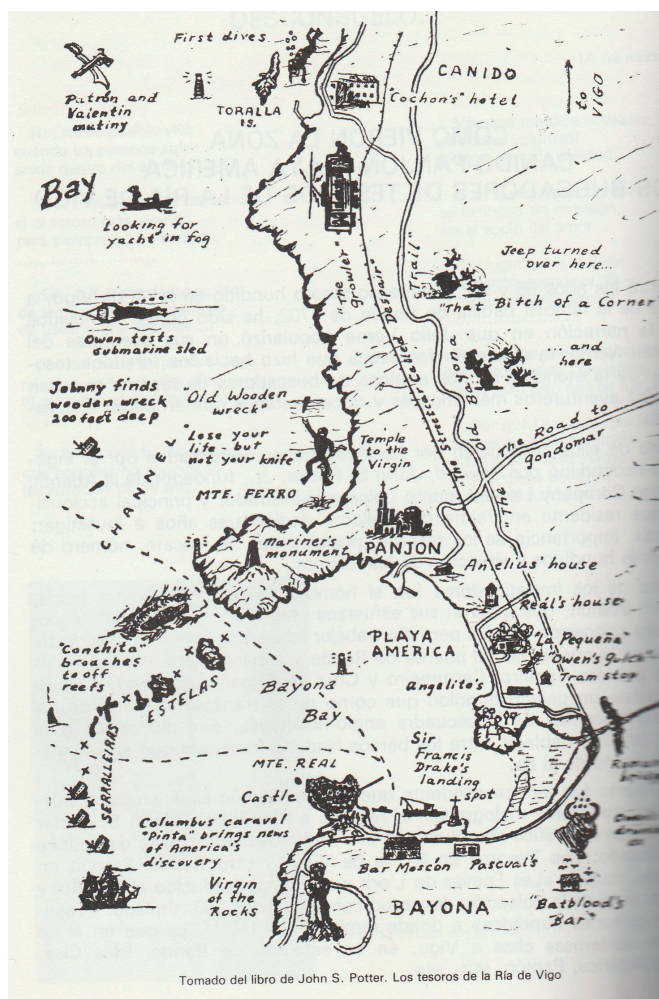 First dives
Patron and
Valentin
mutiny
TORALLA
IS.
CANIDO
"Cochon's" hotel
to
VIGO
Bay
Looking for
yacht in fog
"The growler"
"The Streecar Called Despair"
"The Old Bayona Trail"
Jeep turned
over here...
"That Bitch of a Corner"
and
here
Owen tests
submarine sled
Johnny finds
wooden wreck
200 feet deep
"Old Wooden
wreck"
"Lose your
life - but
not your knife"
Temple
to the
Virgin
The Road to
gondomar
CHANNEL
MTE. FERRO
mariner's
monument
PANJON
Anelius' house
Real's house
"Conchita"
broaches
to off
reefs
PLAYA
AMERICA
"La Pequeña"
"Owen's gulch"
Tram stop
Angelito's
ESTELAS
Bayona
Bay
SERRALLEIRAS
MTE. REAL
Castle
Sir
Francis
Drake's
landing
spot
Columbus' caravel
"Pinta" brings news
of America's
discovery
Bar Moscón
Pascual's
Virgin
of the
Rocks
BAYONA
"Batblood's
Bar"
Tomado del libro de John S. Potter. Los tesoros de la Ría de Vigo